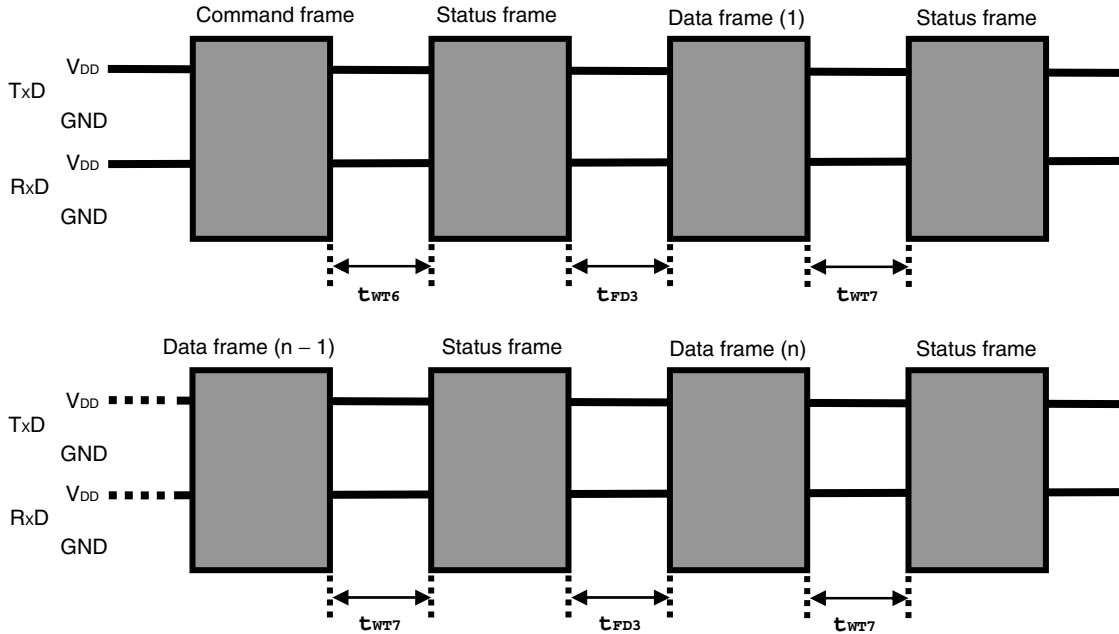 Command frame Status frame Data frame (1) Status frame
VDD
TxD
GND
VDD
RxD
GND
tWT6 tFD3 tWT7
Data frame (n − 1) Status frame Data frame (n) Status frame
VDD
TxD
GND
VDD
RxD
GND
tWT7 tFD3 tWT7